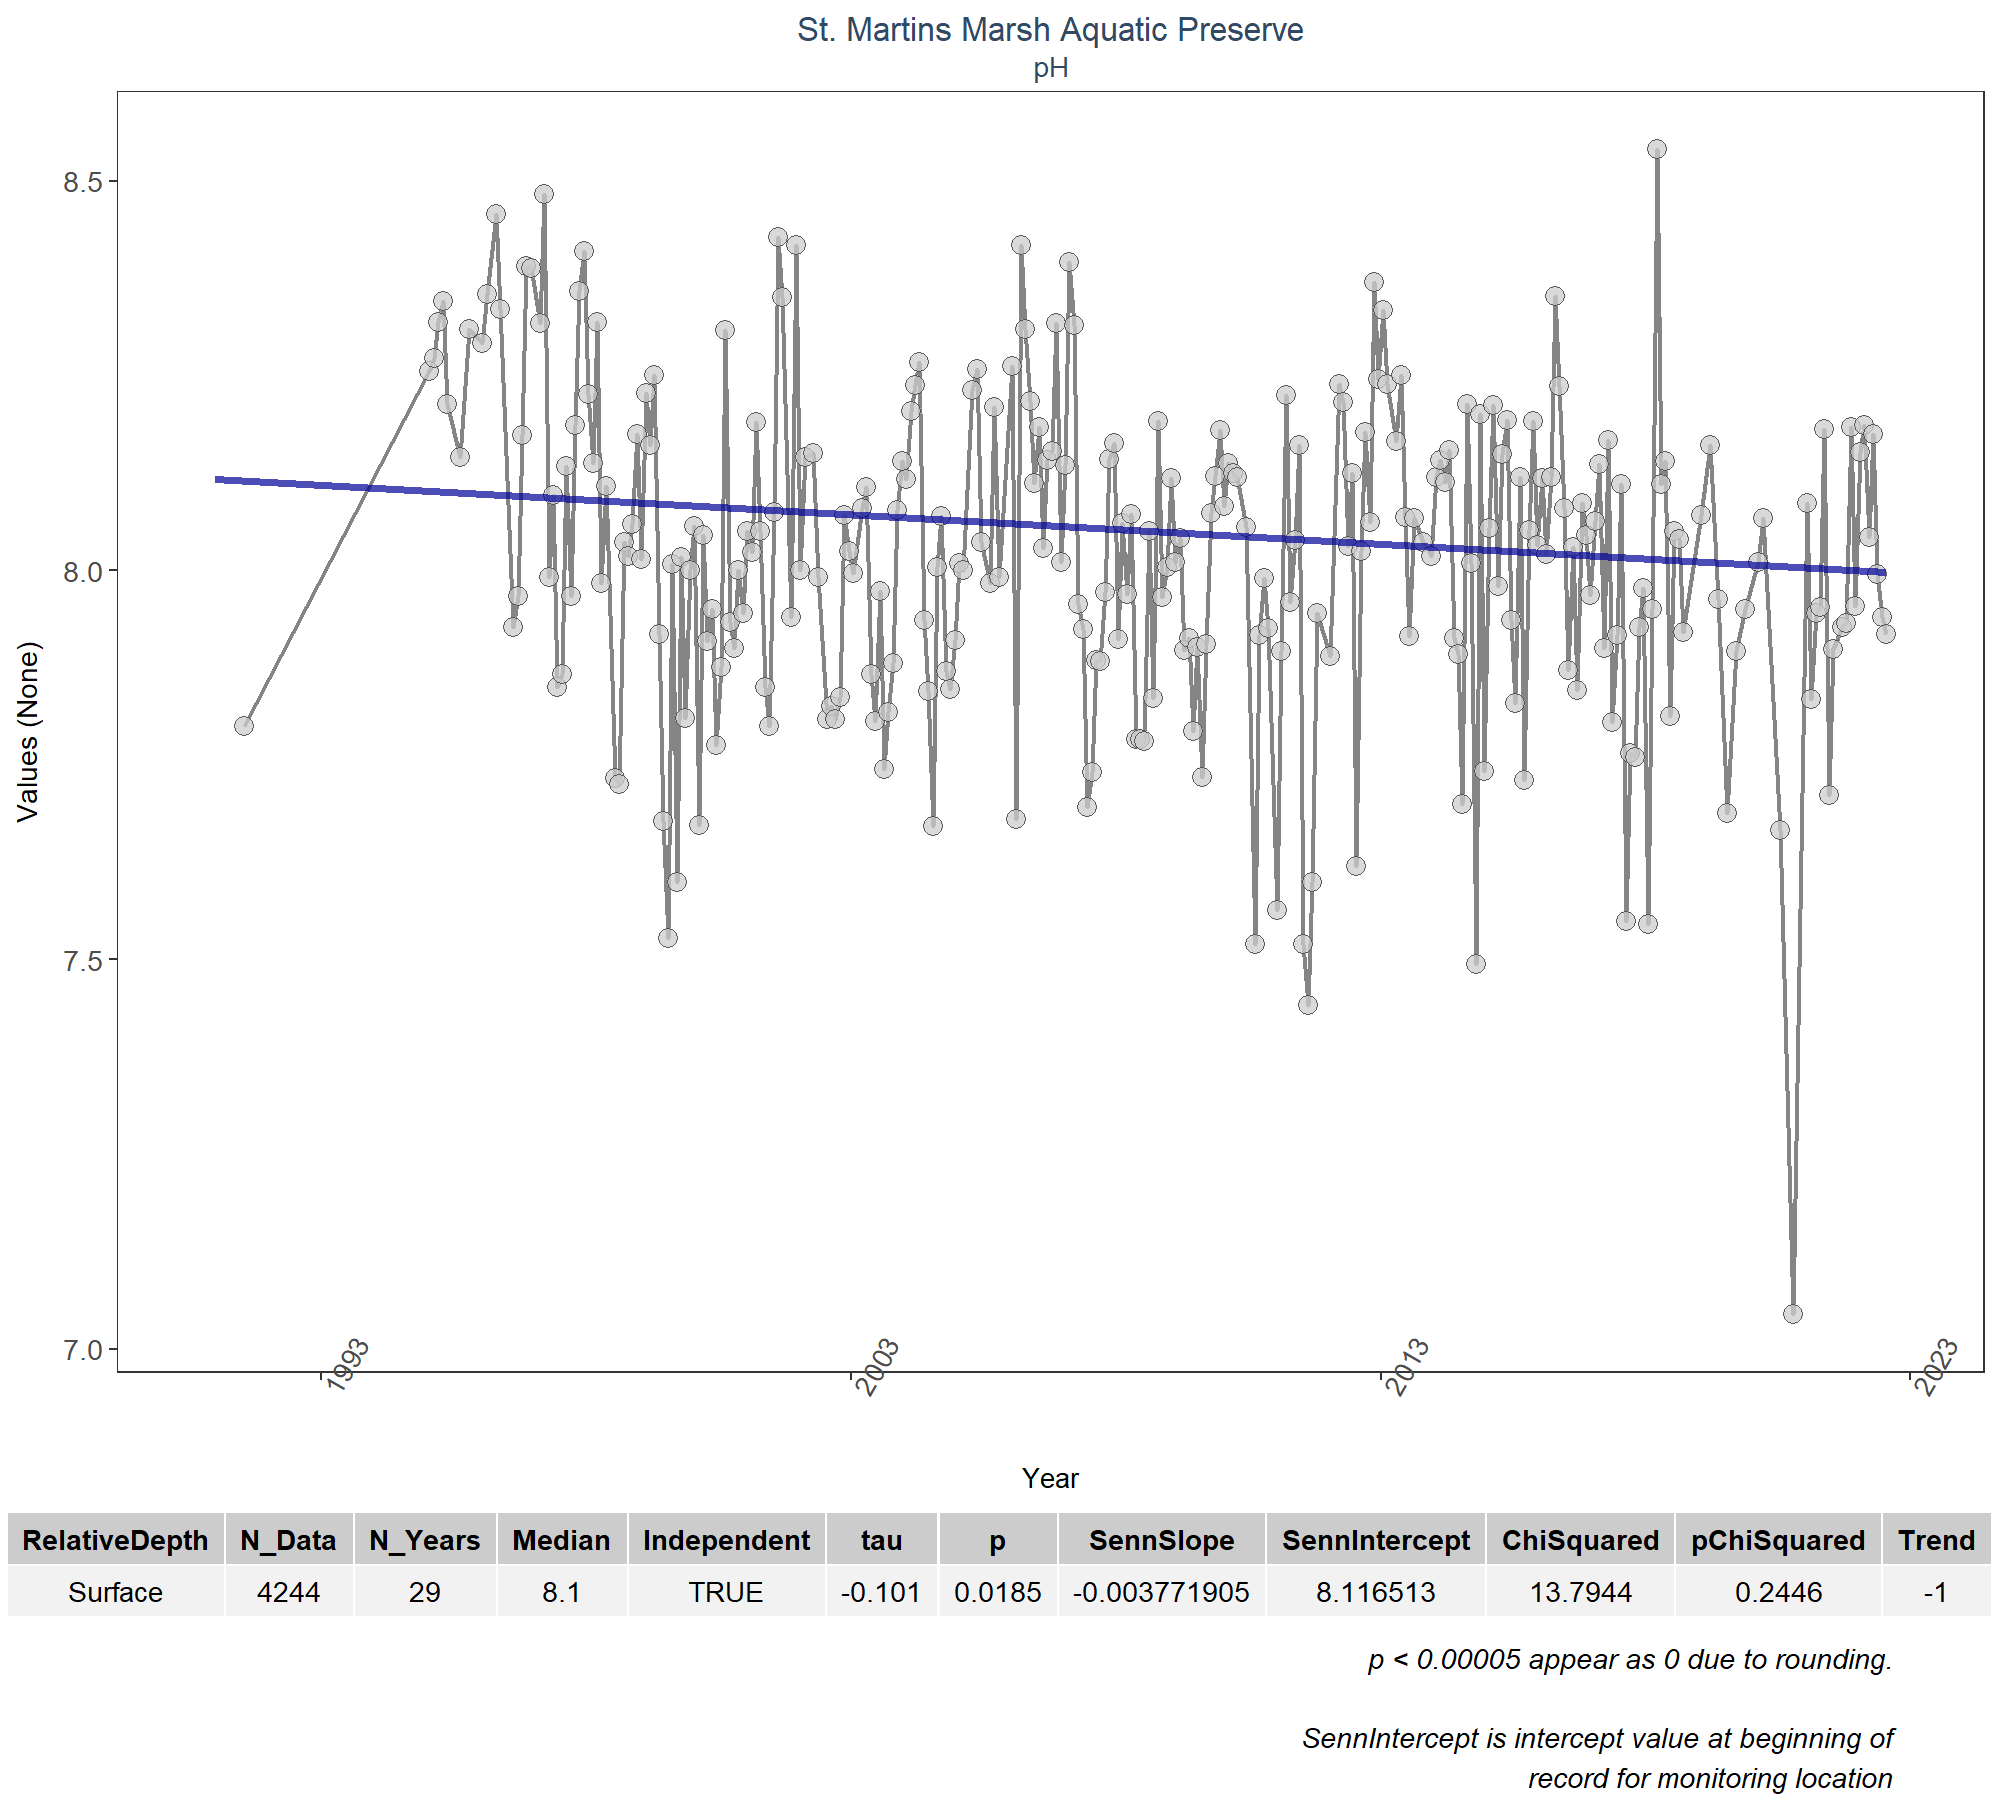 St. Martins Marsh Aquatic Preserve
pH
8.5
8.0
7.5
7.0
Values (None)
1993
2003
2013
2023
Year
RelativeDepth N_Data N_Years Median Independent tau p SennSlope SennIntercept ChiSquared pChiSquared Trend
Surface 4244 29 8.1 TRUE -0.101 0.0185 -0.003771905 8.116513 13.7944 0.2446 -1
p < 0.00005 appear as 0 due to rounding.
SennIntercept is intercept value at beginning of
record for monitoring location